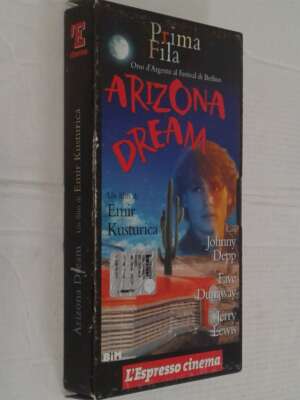 Prima
Fila
Orso d'Argento al Festival di Berlino
ARIZONA
DREAM
Un film di
Emir
Kusturica
Con
Johnny
Depp
Faye
Dunaway
Jerry
Lewis
BiM
L'Espresso cinema
Arizona Dream Un film di Emir Kusturica